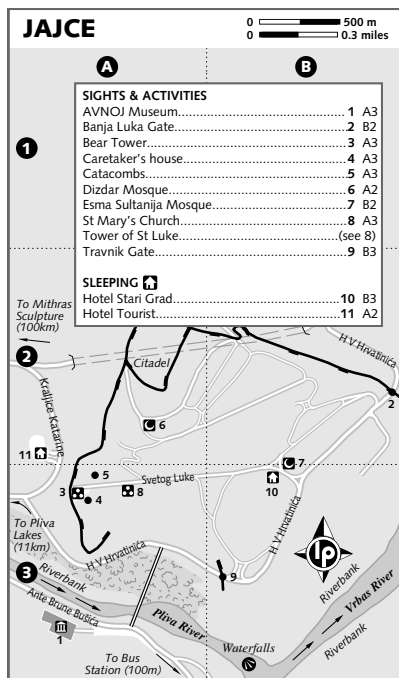 JAJCE
0 500 m
0 0.3 miles
A B
1
SIGHTS & ACTIVITIES
AVNOJ Museum.....................................1 A3
Banja Luka Gate...................................2 B2
Bear Tower..........................................3 A3
Caretaker's house................................4 A3
Catacombs..........................................5 A3
Dizdar Mosque.....................................6 A2
Esma Sultanija Mosque.........................7 B2
St Mary's Church..................................8 A3
Tower of St Luke..............................(see 8)
Travnik Gate........................................9 B3
SLEEPING
Hotel Stari Grad..................................10 B3
Hotel Tourist.......................................11 A2
To Mithras
Sculpture
(100km)
H V Hrvatinića
2
Citadel
2
Kraljice Katarine
6
11
7
5
Svetog Luke
10
3
4
8
To Pliva
Lakes
(11km)
H V Hrvatinića
H V Hrvatinića
lp
3
Riverbank
9
Riverbank
Vrbas River
Ante Brune Bušića
Pliva River
Riverbank
1
Waterfalls
To Bus
Station (100m)